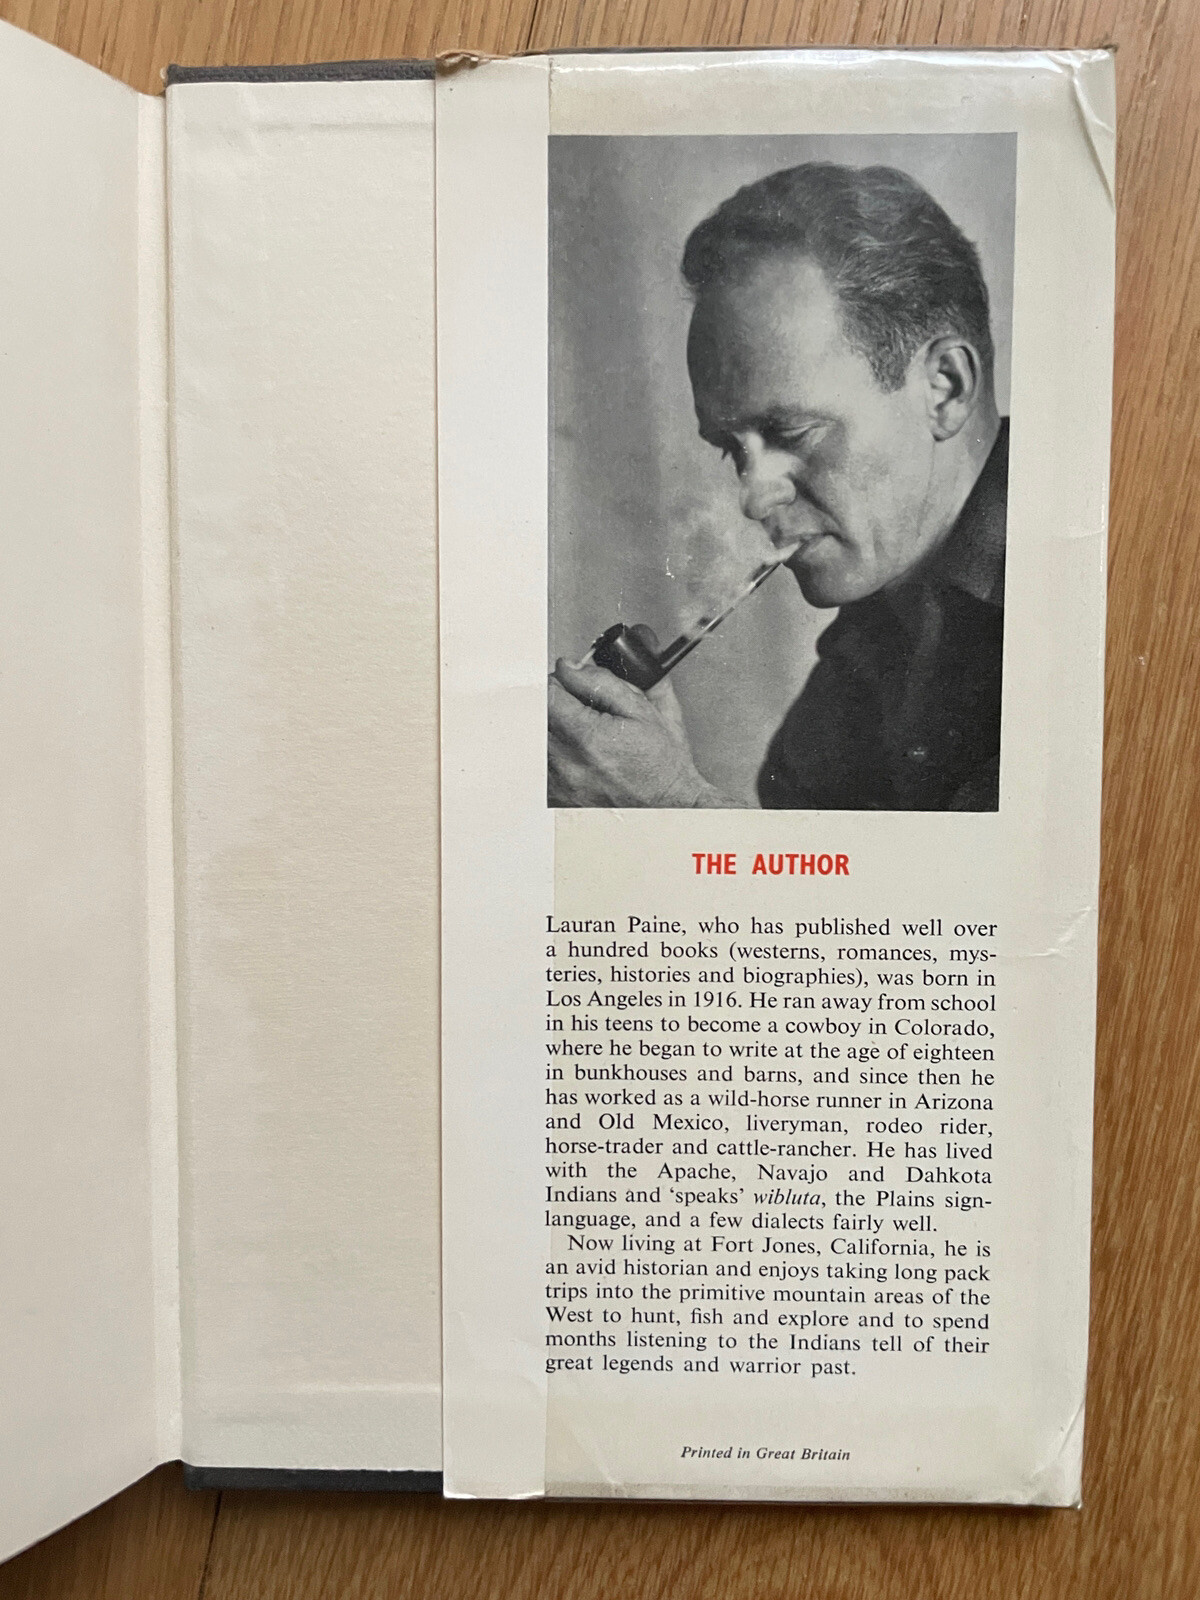 THE AUTHOR
Lauran Paine, who has published well over
a hundred books (westerns, romances, mys-
teries, histories and biographies), was born in
Los Angeles in 1916. He ran away from school
in his teens to become a cowboy in Colorado,
where he began to write at the age of eighteen
in bunkhouses and barns, and since then he
has worked as a wild-horse runner in Arizona
and Old Mexico, liveryman, rodeo rider,
horse-trader and cattle-rancher. He has lived
with the Apache, Navajo and Dahkota
Indians and ‘speaks’ wibluta, the Plains sign-
language, and a few dialects fairly well.
Now living at Fort Jones, California, he is
an avid historian and enjoys taking long pack
trips into the primitive mountain areas of the
West to hunt, fish and explore and to spend
months listening to the Indians tell of their
great legends and warrior past.
Printed in Great Britain